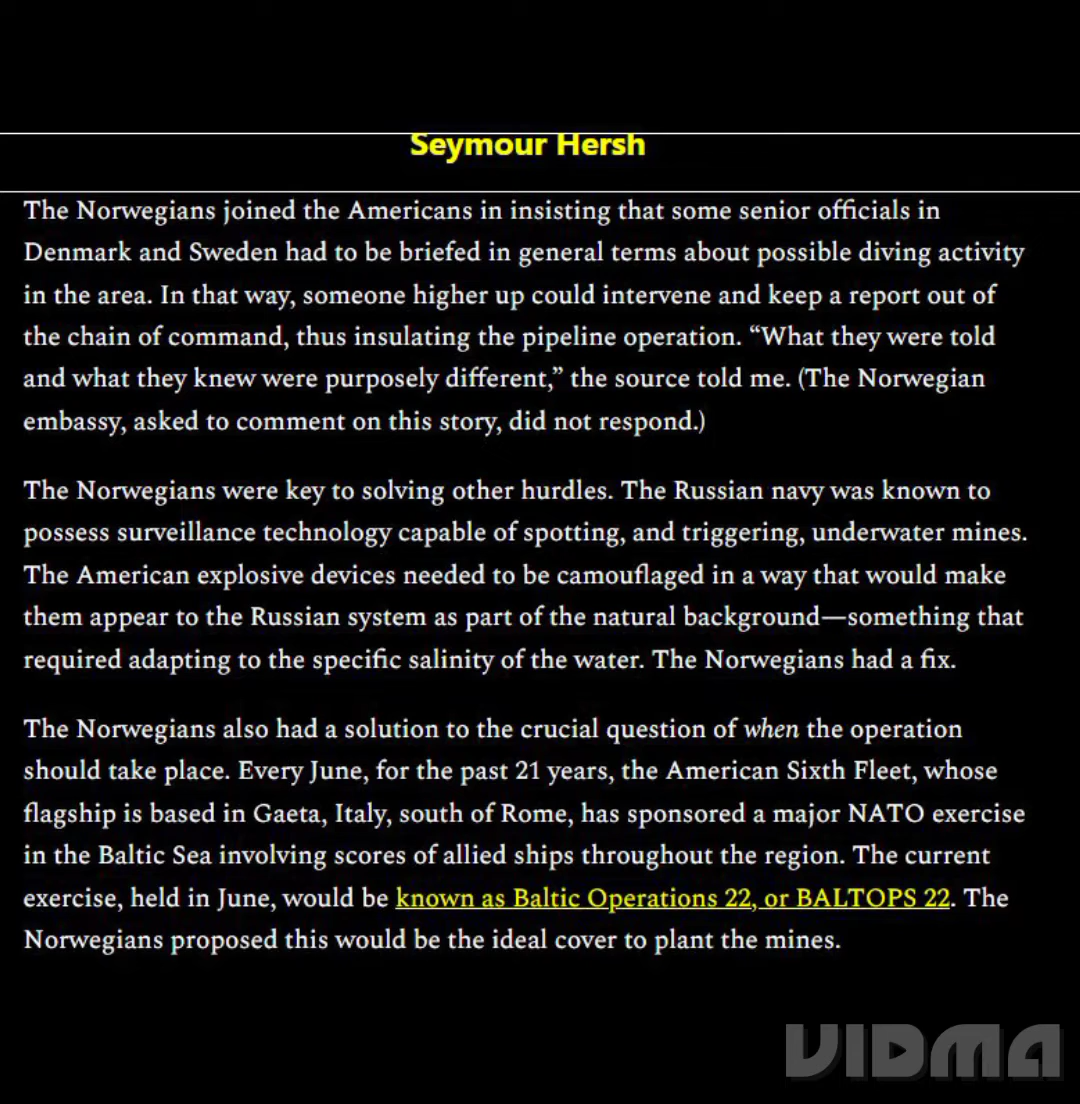 Seymour Hersh
The Norwegians joined the Americans in insisting that some senior officials in
Denmark and Sweden had to be briefed in general terms about possible diving activity
in the area. In that way, someone higher up could intervene and keep a report out of
the chain of command, thus insulating the pipeline operation. “What they were told
and what they knew were purposely different,” the source told me. (The Norwegian
embassy, asked to comment on this story, did not respond.)
The Norwegians were key to solving other hurdles. The Russian navy was known to
possess surveillance technology capable of spotting, and triggering, underwater mines.
The American explosive devices needed to be camouflaged in a way that would make
them appear to the Russian system as part of the natural background—something that
required adapting to the specific salinity of the water. The Norwegians had a fix.
The Norwegians also had a solution to the crucial question of when the operation
should take place. Every June, for the past 21 years, the American Sixth Fleet, whose
flagship is based in Gaeta, Italy, south of Rome, has sponsored a major NATO exercise
in the Baltic Sea involving scores of allied ships throughout the region. The current
exercise, held in June, would be known as Baltic Operations 22, or BALTOPS 22. The
Norwegians proposed this would be the ideal cover to plant the mines.
VIDMA